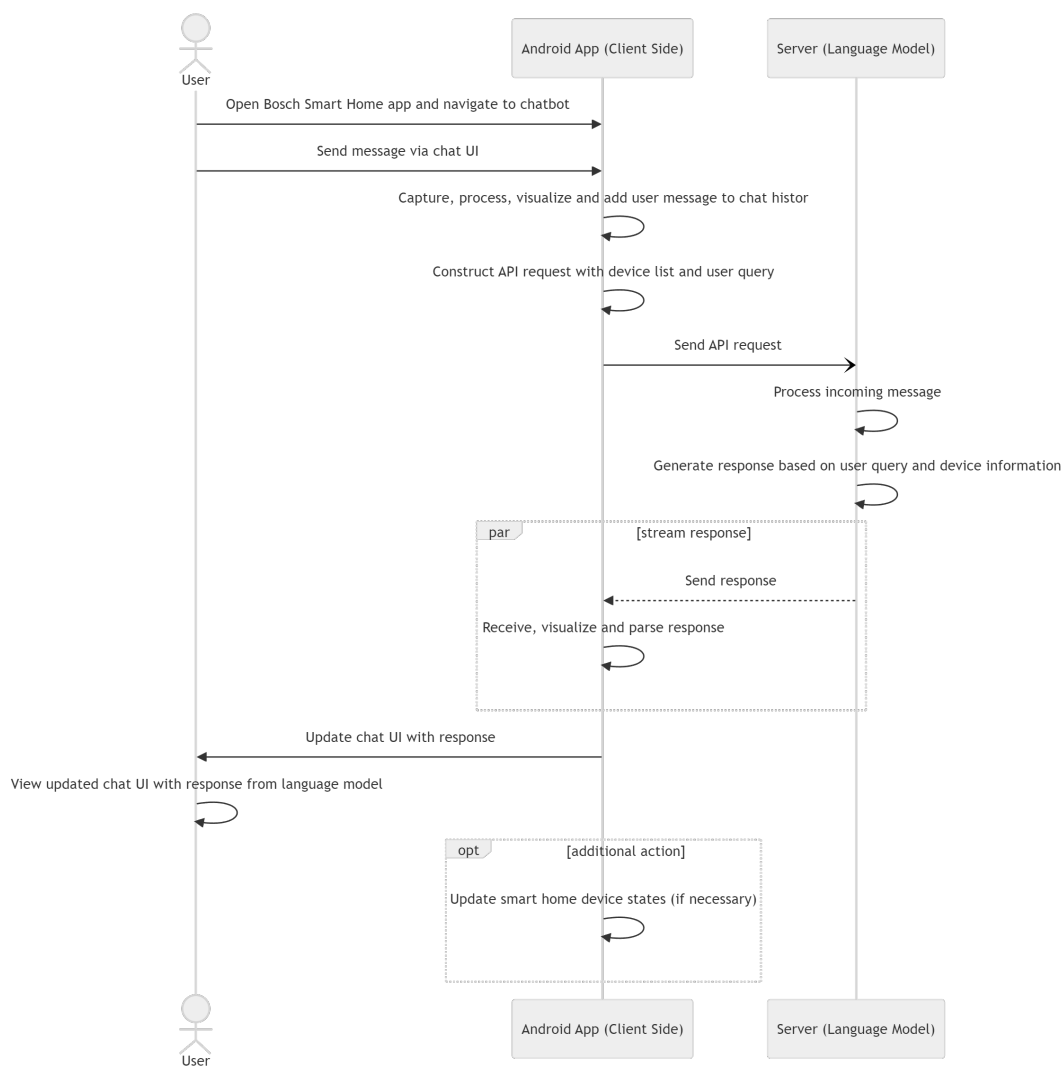 User
Android App (Client Side)
Server (Language Model)
Open Bosch Smart Home app and navigate to chatbot
Send message via chat UI
Capture, process, visualize and add user message to chat histor
Construct API request with device list and user query
Send API request
Process incoming message
Generate response based on user query and device information
par
[stream response]
Send response
Receive, visualize and parse response
Update chat UI with response
View updated chat UI with response from language model
opt
[additional action]
Update smart home device states (if necessary)
User
Android App (Client Side)
Server (Language Model)